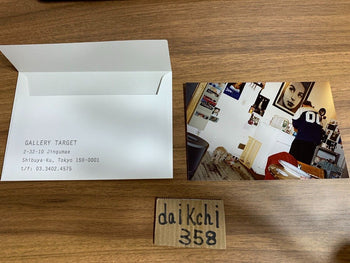 GALLERY TARGET
2-32-10 Jingumae
Shibuya-Ku, Tokyo 150-0001
t/f: 03.3402.4575
daikchi
358